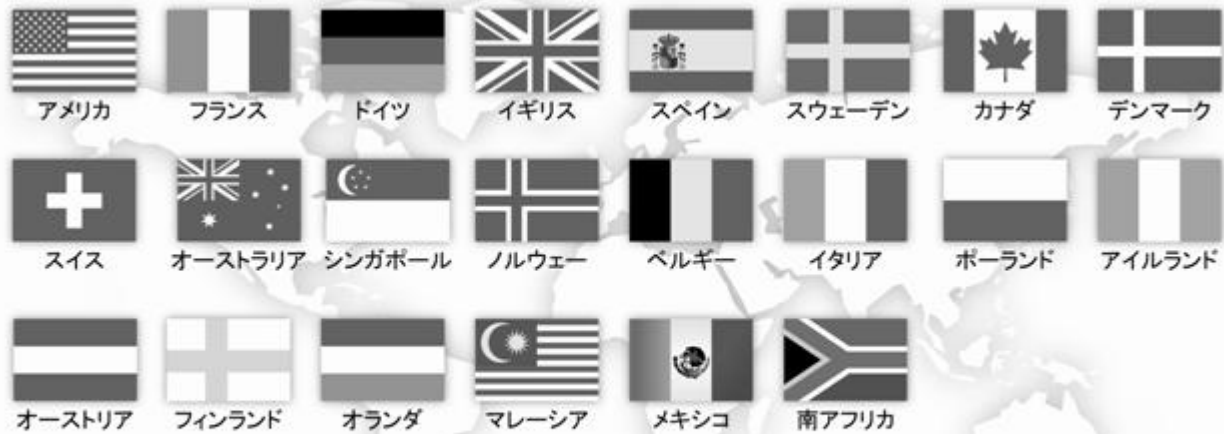 アメリカ フランス ドイツ イギリス スペイン スウェーデン カナダ デンマーク
スイス オーストラリア シンガポール ノルウェー ベルギー イタリア ポーランド アイルランド
オーストリア フィンランド オランダ マレーシア メキシコ 南アフリカ